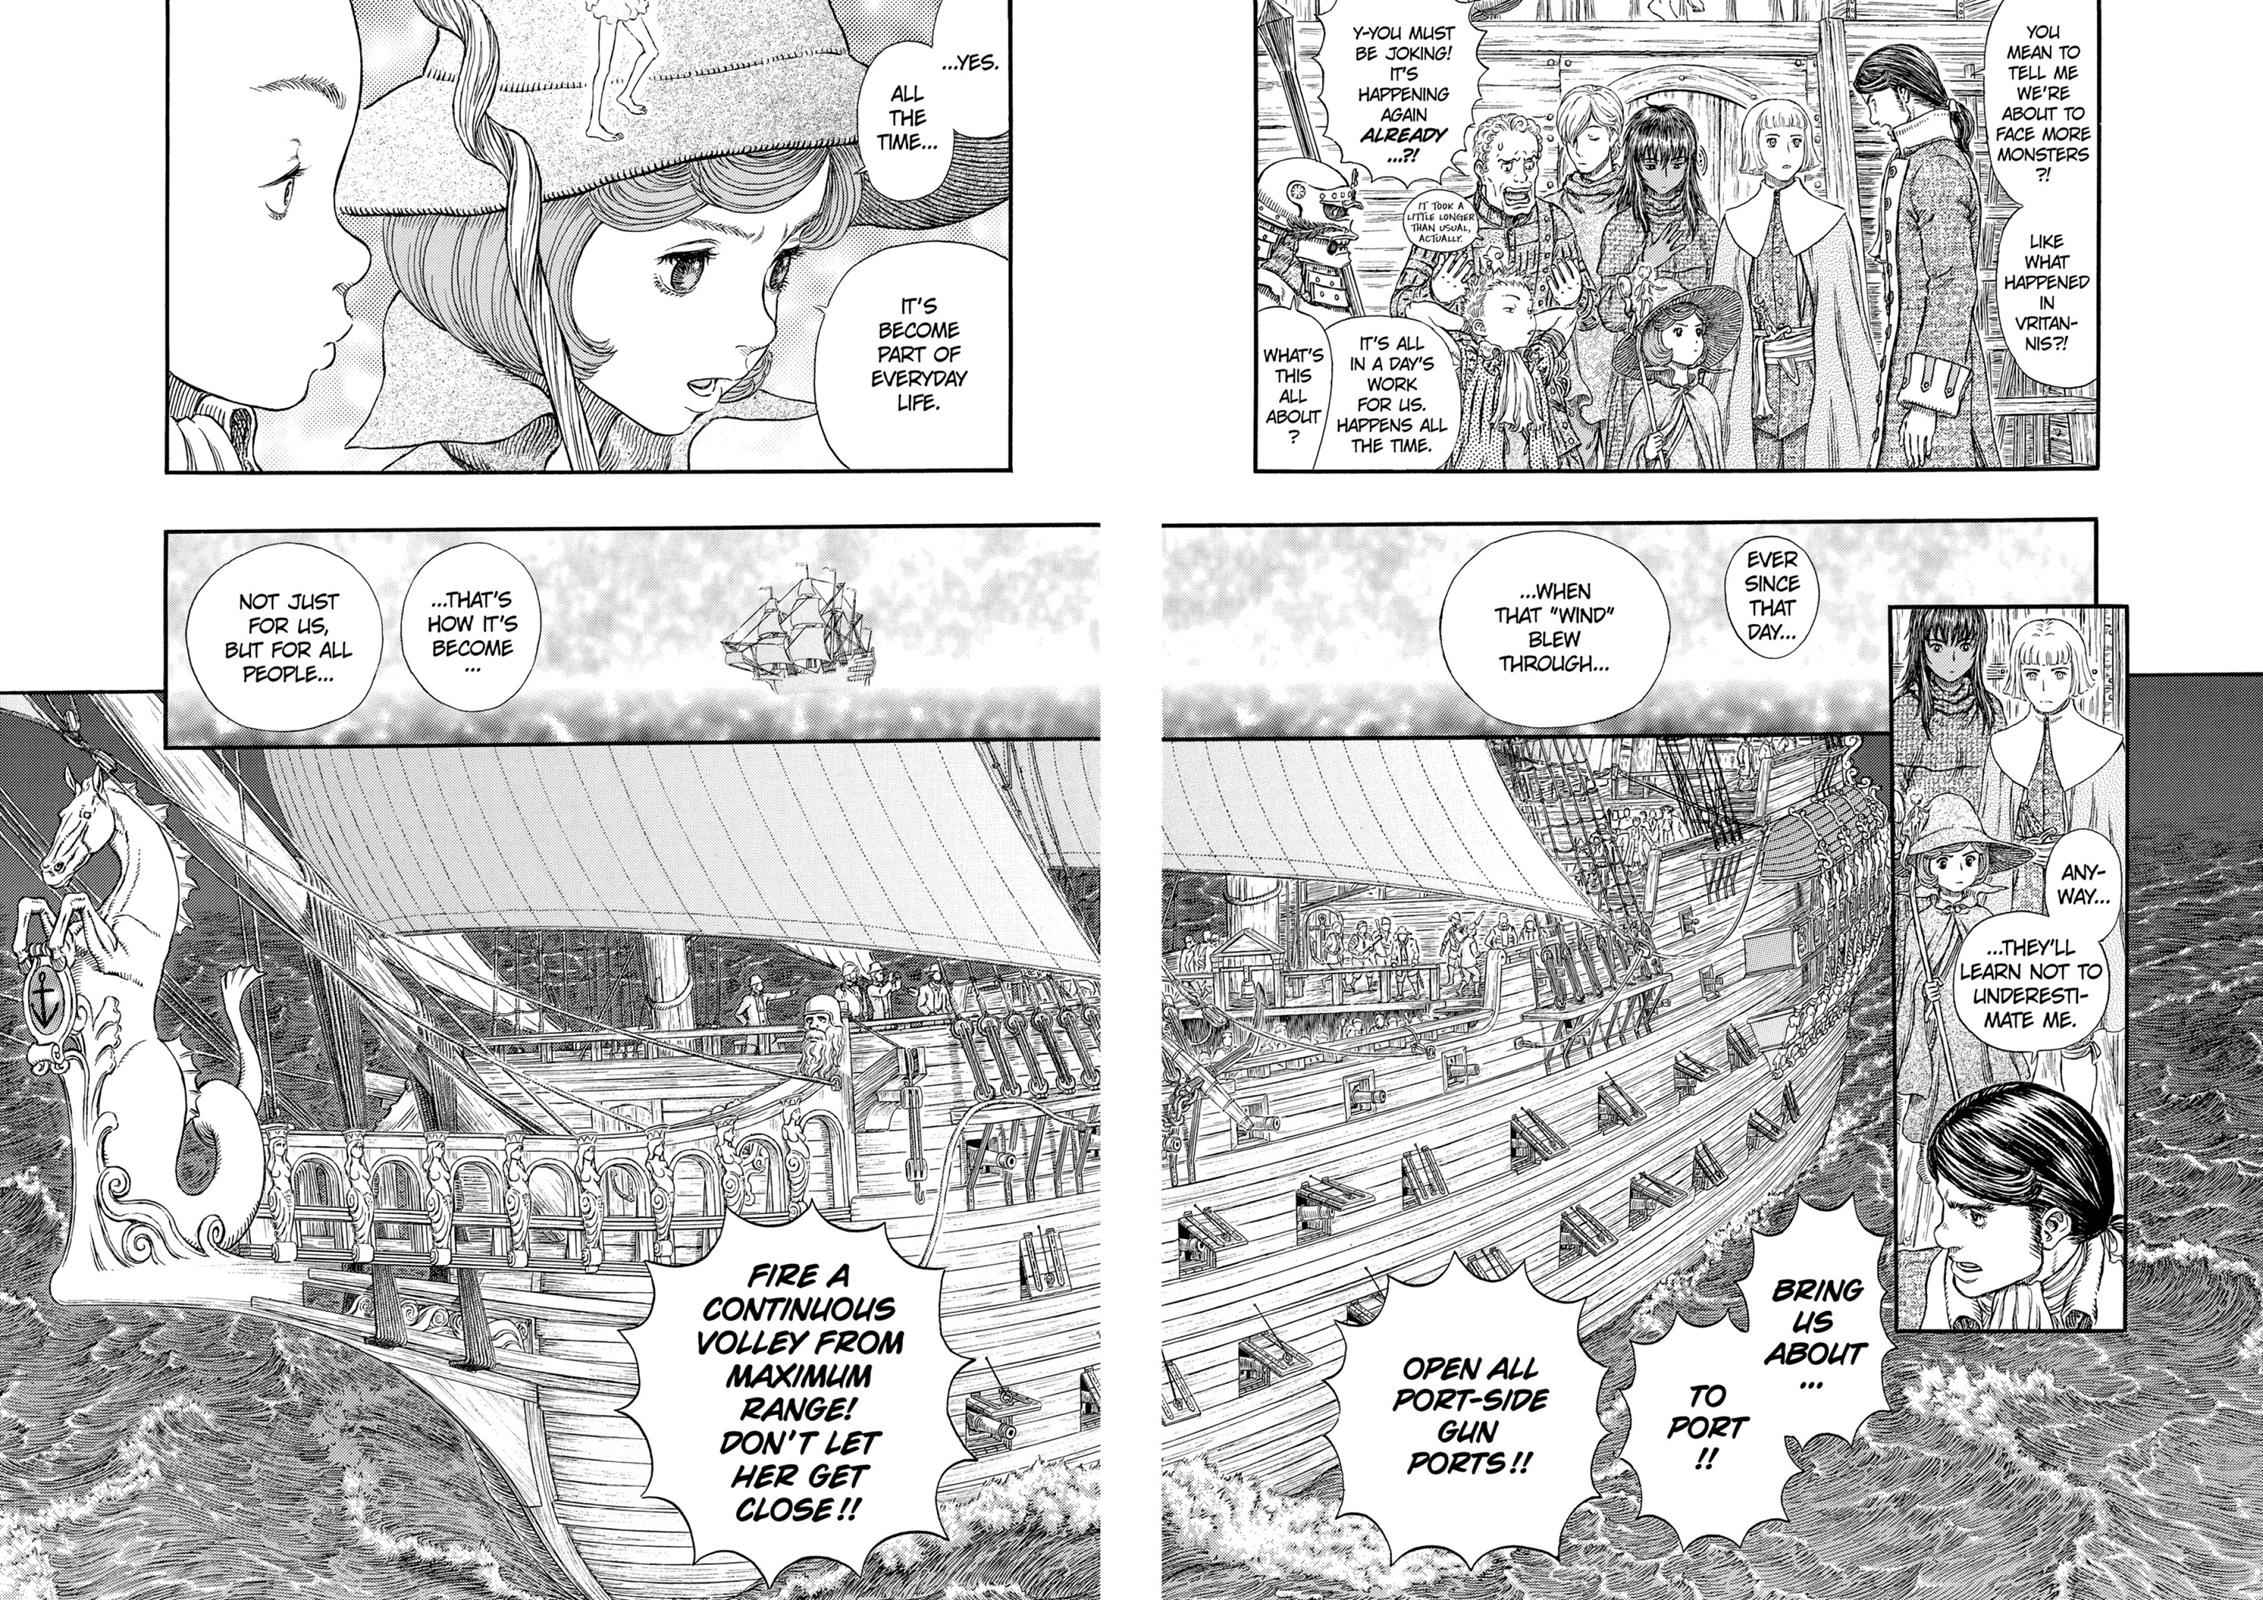 YOU
MEAN TO
TELL ME
WE'RE
ABOUT TO
FACE MORE
MONSTERS
?!
LIKE
WHAT
HAPPENED
IN
VRITAN-
NIS?!
Y-YOU MUST
BE JOKING!
IT'S
HAPPENING
AGAIN
ALREADY
...?!
IT TOOK A
LITTLE LONGER
THAN USUAL,
ACTUALLY.
IT'S ALL
IN A DAY'S
WORK
FOR US.
HAPPENS ALL
THE TIME.
WHAT'S
THIS
ALL
ABOUT
?
...YES.
ALL
THE
TIME...
IT'S
BECOME
PART OF
EVERYDAY
LIFE.
EVER
SINCE
THAT
DAY...
...WHEN
THAT "WIND"
BLEW
THROUGH...
...THAT'S
HOW IT'S
BECOME
...
NOT JUST
FOR US,
BUT FOR ALL
PEOPLE...
ANY-
WAY...
...THEY'LL
LEARN NOT TO
UNDERESTI-
MATE ME.
BRING
US
ABOUT
...
TO
PORT
!!
OPEN ALL
PORT-SIDE
GUN
PORTS!!
FIRE A
CONTINUOUS
VOLLEY FROM
MAXIMUM
RANGE!
DON'T LET
HER GET
CLOSE!!